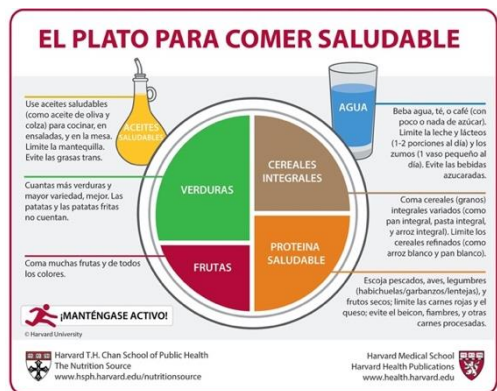 EL PLATO PARA COMER SALUDABLE
Use aceites saludables
(como aceite de oliva y
colza) para cocinar, en
ensaladas, y en la mesa.
Limite la mantequilla.
Evite las grasas trans.
ACEITES
SALUDABLES
AGUA
Beba agua, té, o café (con
poco o nada de azúcar).
Limite la leche y lácteos
(1-2 porciones al día) y los
zumos (1 vaso pequeño al
día). Evite las bebidas
azucaradas.
Cuantas más verduras y
mayor variedad, mejor. Las
patatas y las patatas fritas
no cuentan.
VERDURAS
CEREALES
INTEGRALES
Coma cereales (granos)
integrales variados (como
pan integral, pasta integral,
y arroz integral). Limite los
cereales refinados (como
arroz blanco y pan blanco).
Coma muchas frutas y de todos
los colores.
FRUTAS
PROTEINA
SALUDABLE
Escoja pescados, aves, legumbres
(habichuelas/garbanzos/lentejas), y
frutos secos; limite las carnes rojas y el
queso; evite el beicon, fiambres, y otras
carnes procesadas.
¡MANTÉNGASE ACTIVO!
© Harvard University
Harvard T.H. Chan School of Public Health
The Nutrition Source
www.hsph.harvard.edu/nutritionsource
Harvard Medical School
Harvard Health Publications
www.health.harvard.edu